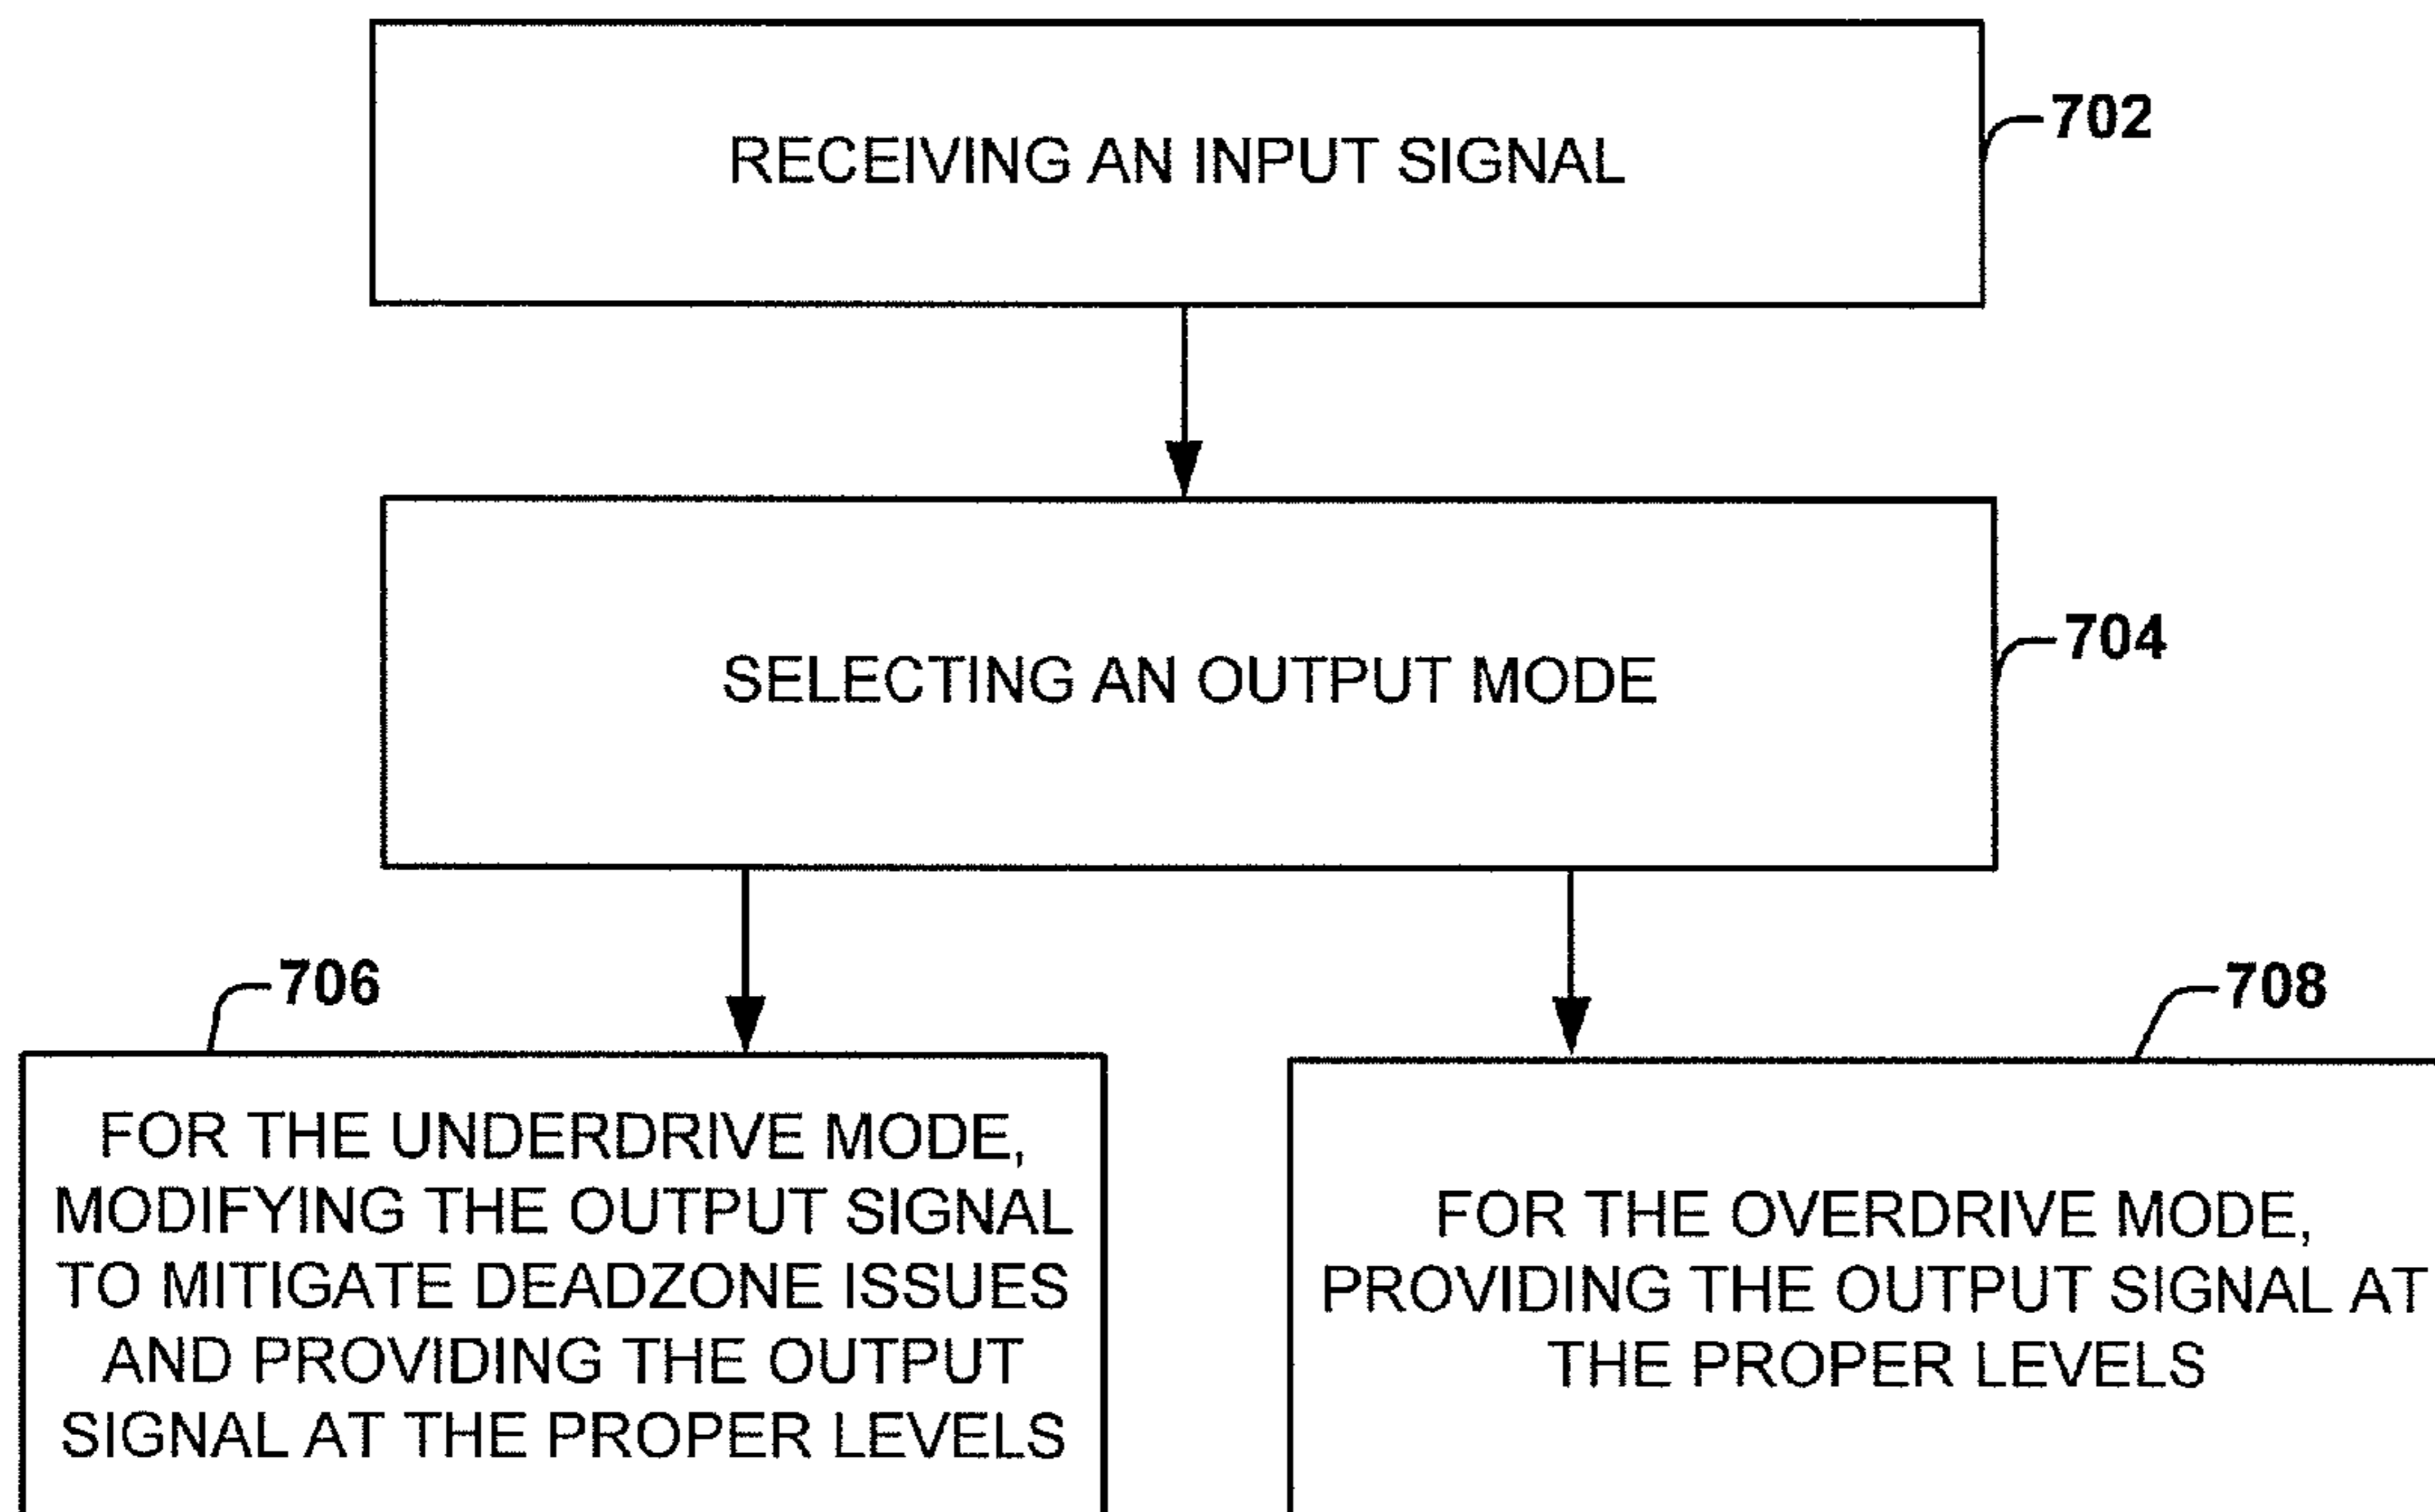 RECEIVING AN INPUT SIGNAL
702
SELECTING AN OUTPUT MODE
704
706
FOR THE UNDERDRIVE MODE,
MODIFYING THE OUTPUT SIGNAL
TO MITIGATE DEADZONE ISSUES
AND PROVIDING THE OUTPUT
SIGNAL AT THE PROPER LEVELS
708
FOR THE OVERDRIVE MODE,
PROVIDING THE OUTPUT SIGNAL AT
THE PROPER LEVELS